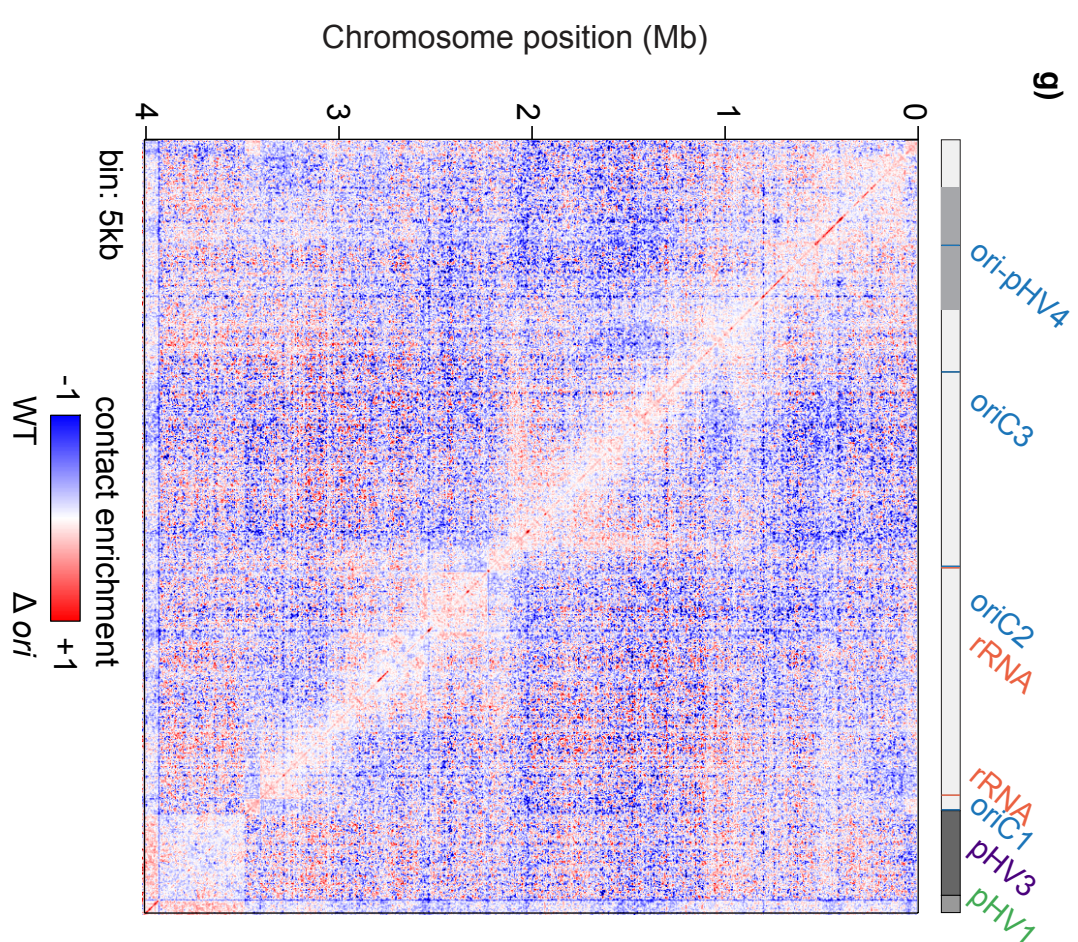 g)
ori-pHV4
oriC3
oriC2
rRNA
rRNA
oriC1
pHV3
pHV1
Chromosome position (Mb)
0
1
2
3
4
bin: 5kb
contact enrichment
-1
+1
WT
Δ ori